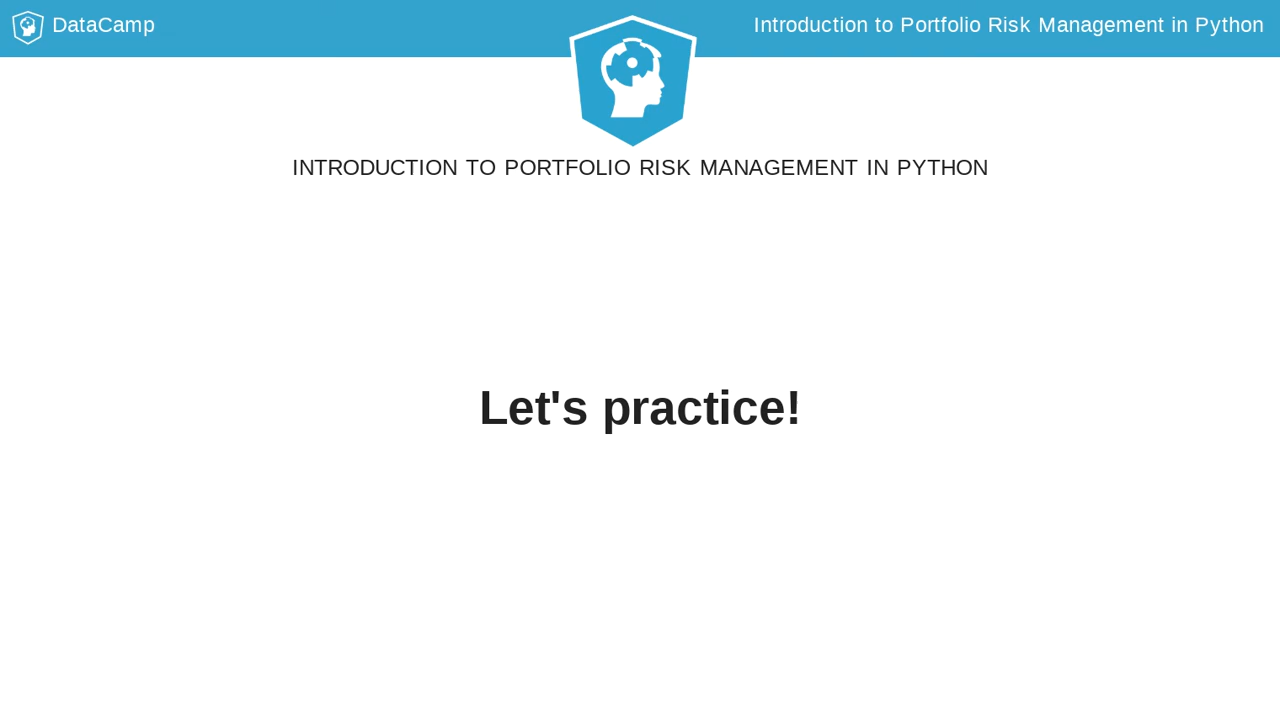 DataCamp
Introduction to Portfolio Risk Management in Python
INTRODUCTION TO PORTFOLIO RISK MANAGEMENT IN PYTHON
Let's practice!